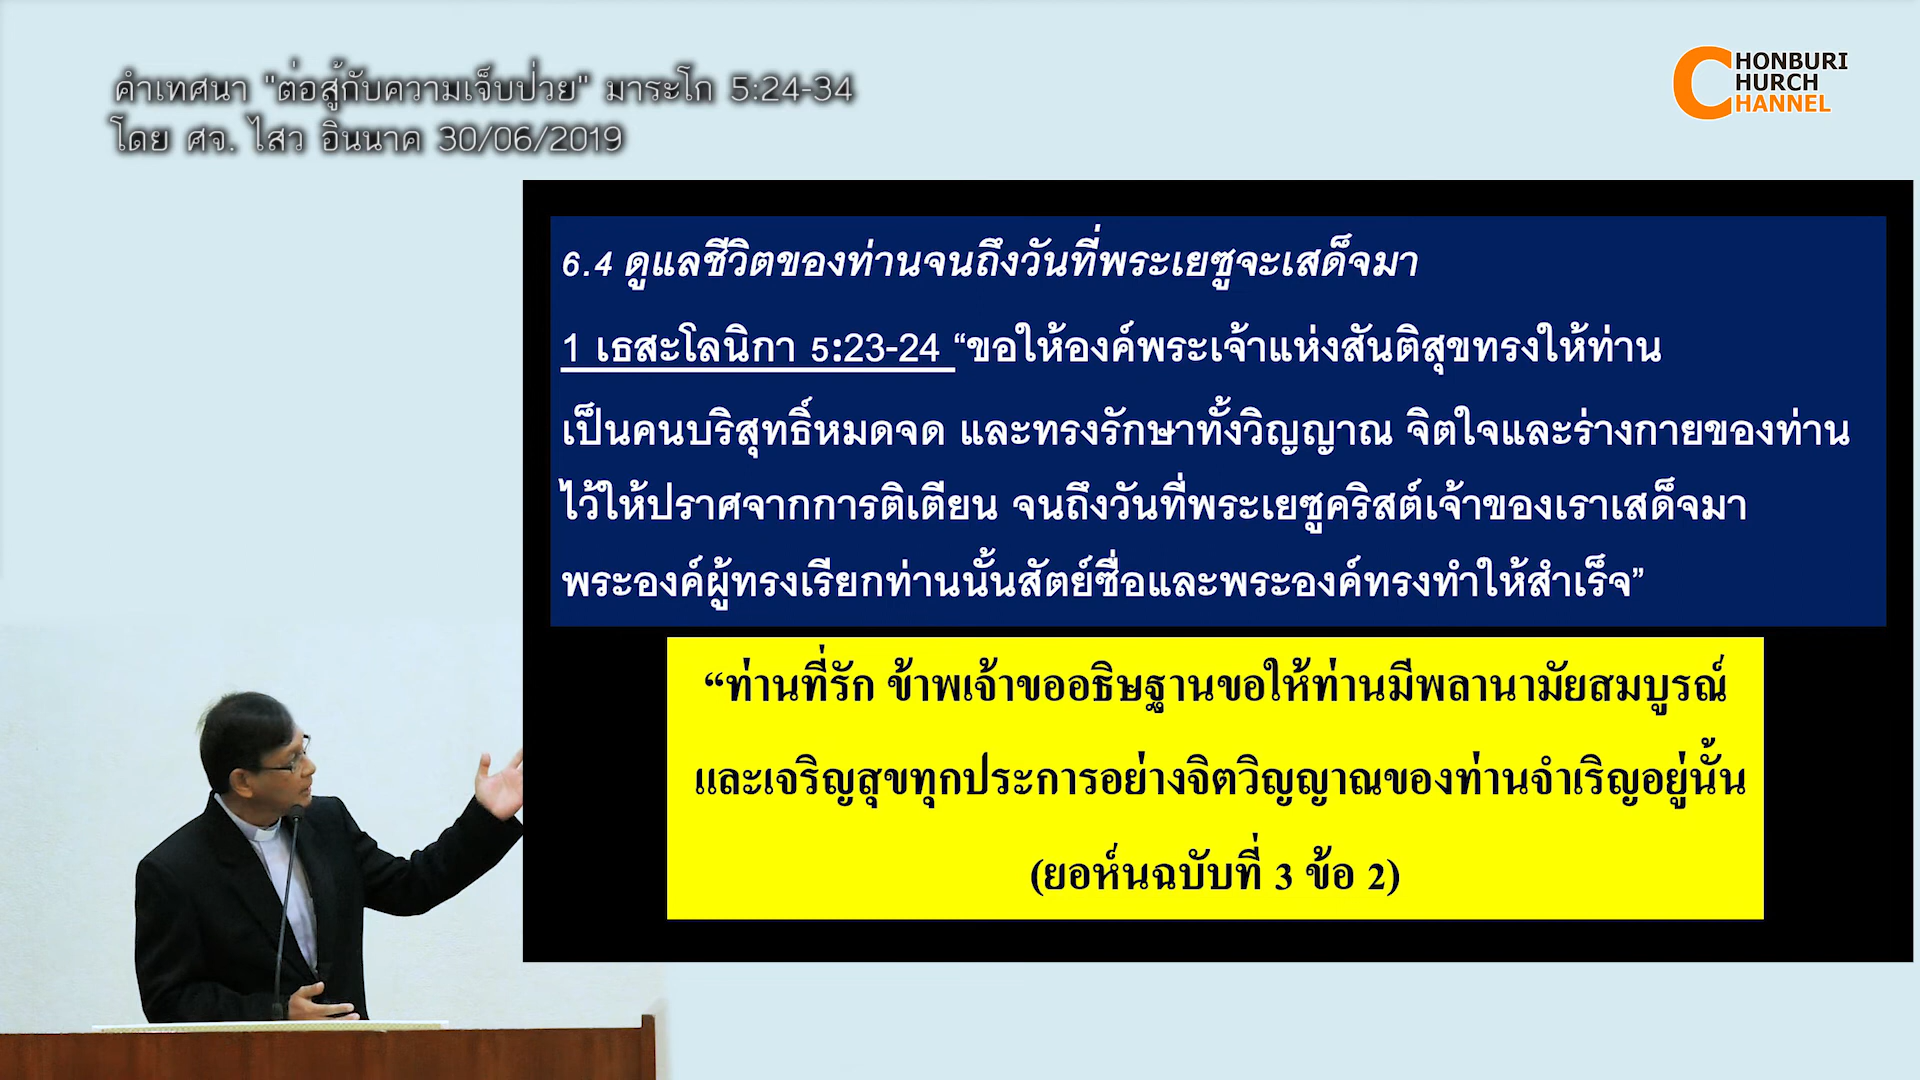 คำเทศนา "ต่อสู้กับความเจ็บป่วย" มาระโก 5:24-34
โดย ศจ. ไสว อินนาค 30/06/2019
CHONBURI
CHURCH
CHANNEL
6.4 ดูแลชีวิตของท่านจนถึงวันที่พระเยซูจะเสด็จมา
1 เธสะโลนิกา 5:23-24 “ขอให้องค์พระเจ้าแห่งสันติสุขทรงให้ท่าน
เป็นคนบริสุทธิ์หมดจด และทรงรักษาทั้งวิญญาณ จิตใจและร่างกายของท่าน
ไว้ให้ปราศจากการติเตียน จนถึงวันที่พระเยซูคริสต์เจ้าของเราเสด็จมา
พระองค์ผู้ทรงเรียกท่านนั้นสัตย์ซื่อและพระองค์ทรงทำให้สำเร็จ”
“ท่านที่รัก ข้าพเจ้าขออธิษฐานขอให้ท่านมีพลานามัยสมบูรณ์
และเจริญสุขทุกประการอย่างจิตวิญญาณของท่านจำเริญอยู่นั้น
(ยอห์นฉบับที่ 3 ข้อ 2)